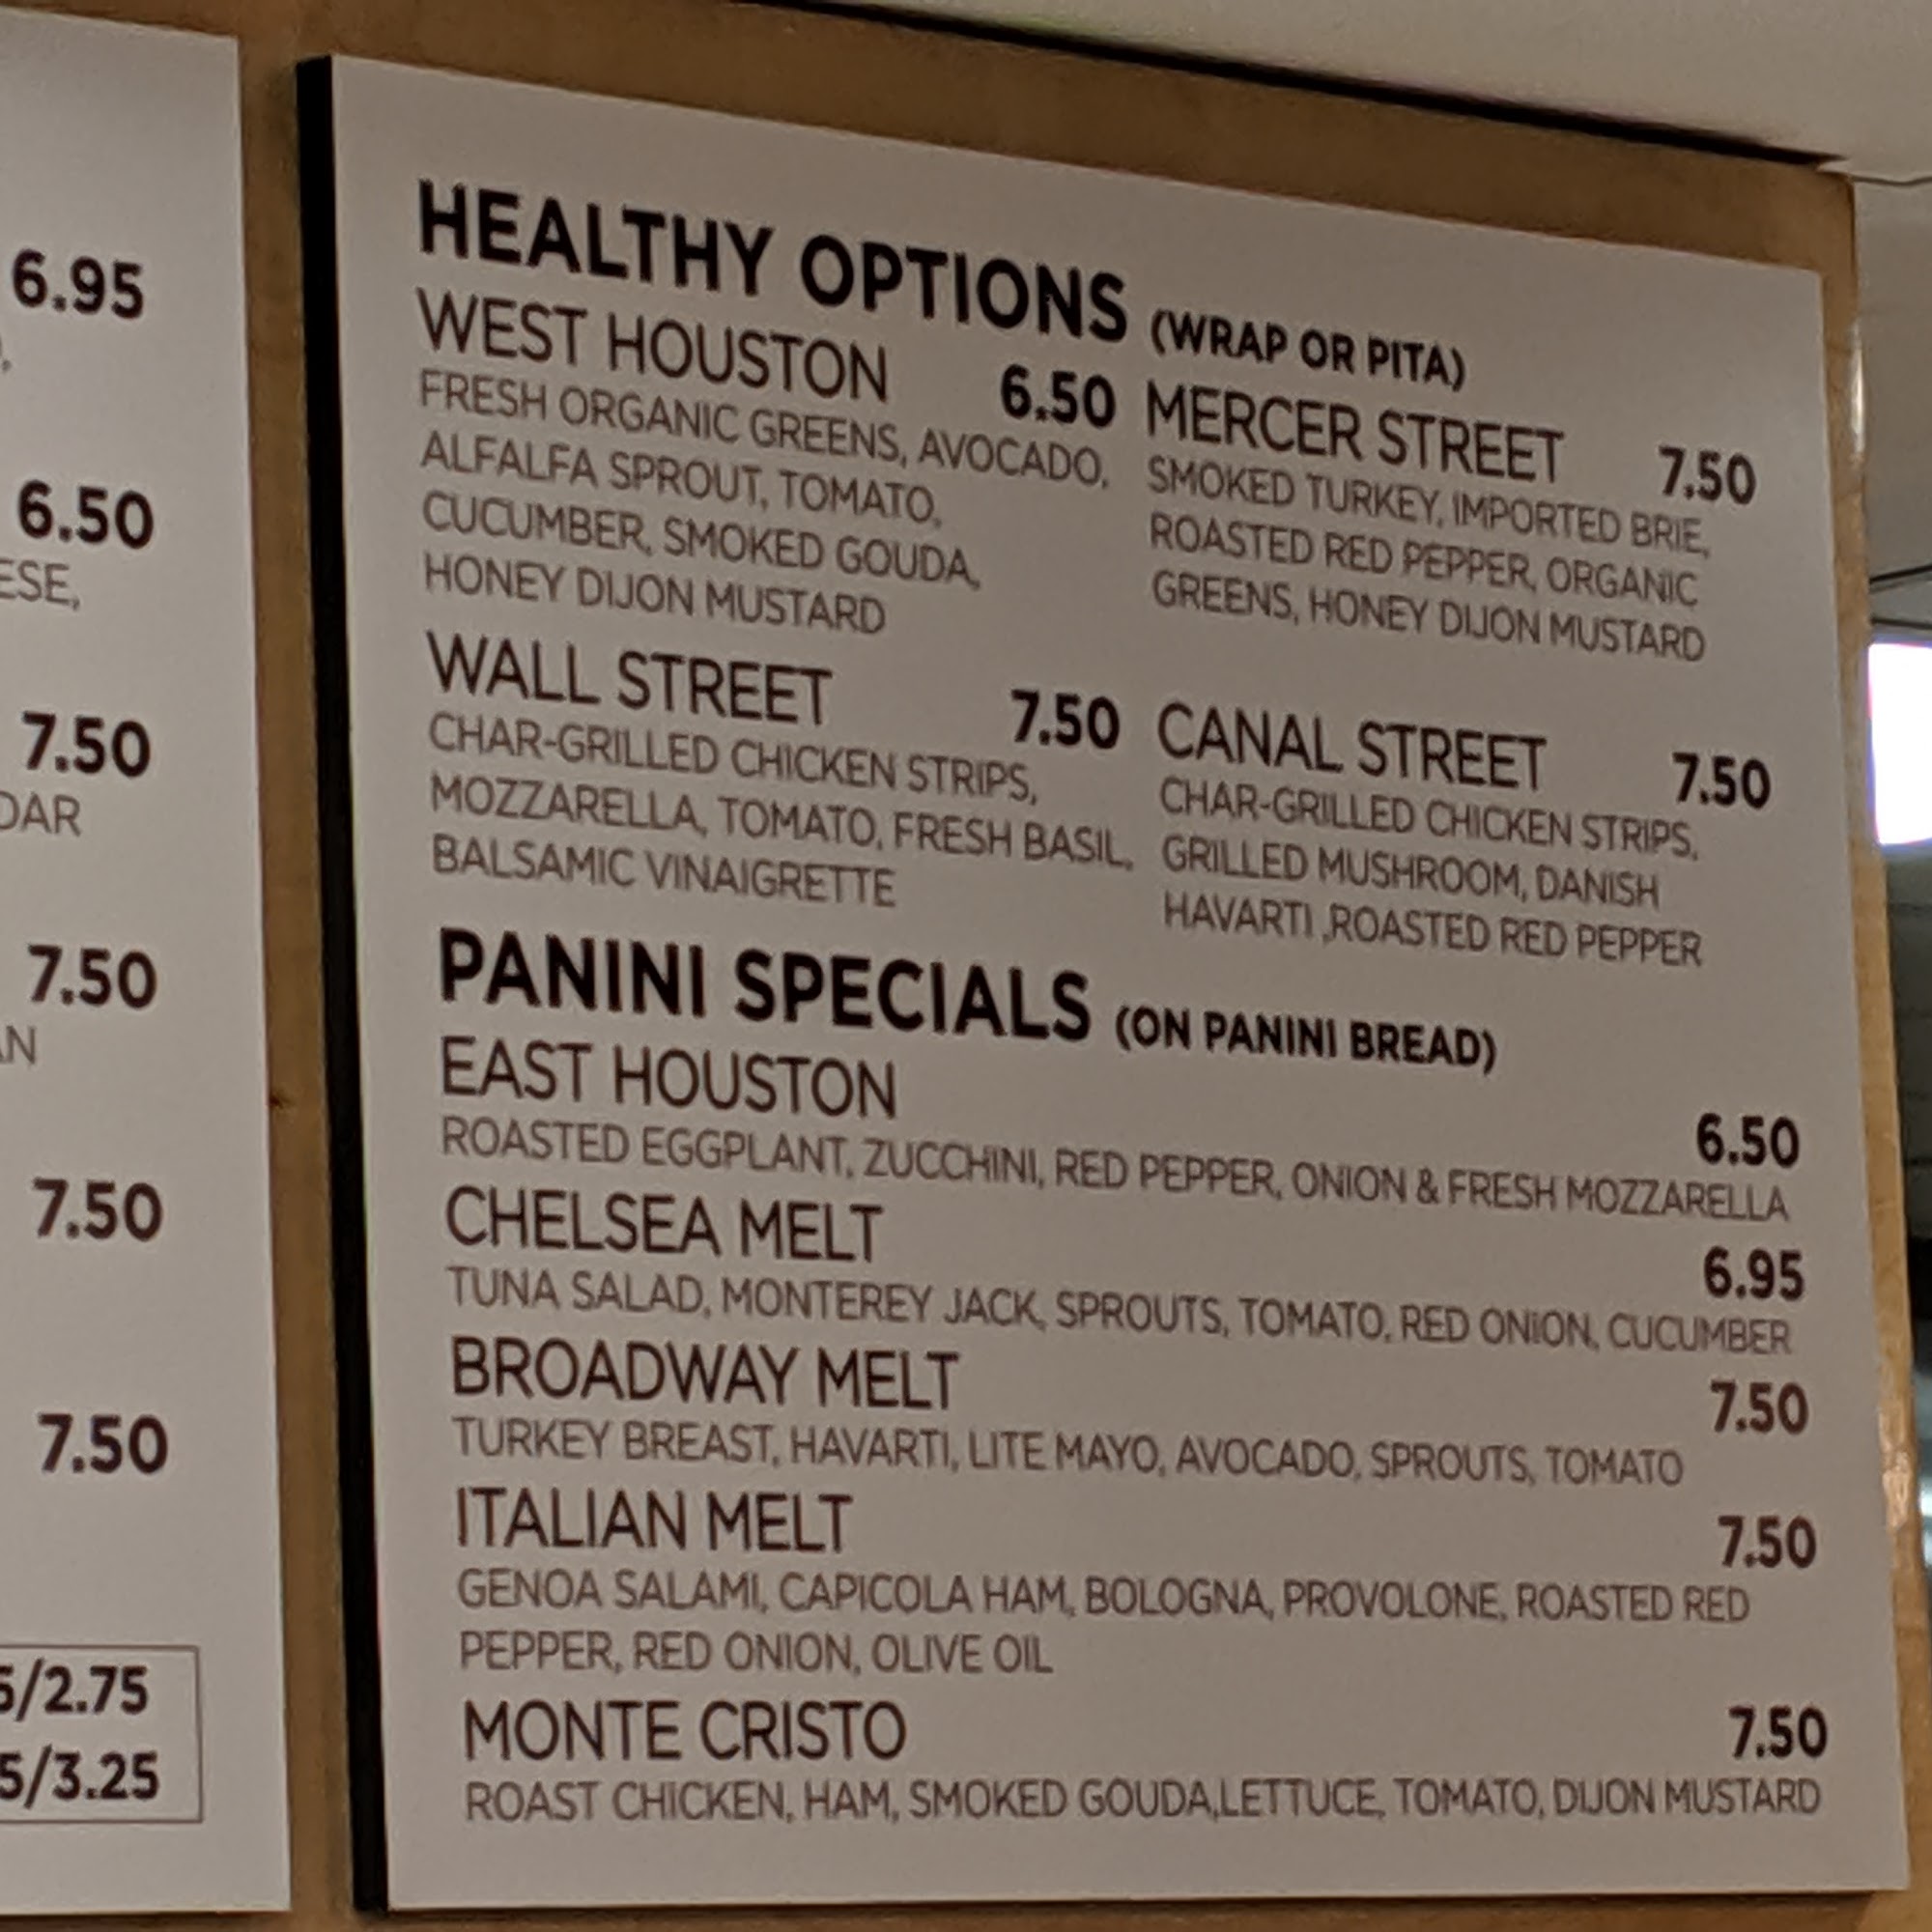 6.95
6.50
ESE,
7.50
DAR
7.50
AN
7.50
7.50
5/2.75
5/3.25
HEALTHY OPTIONS (WRAP OR PITA)
WEST HOUSTON 6.50
FRESH ORGANIC GREENS, AVOCADO,
ALFALFA SPROUT, TOMATO,
CUCUMBER, SMOKED GOUDA,
HONEY DIJON MUSTARD
MERCER STREET 7.50
SMOKED TURKEY, IMPORTED BRIE,
ROASTED RED PEPPER, ORGANIC
GREENS, HONEY DIJON MUSTARD
WALL STREET 7.50
CHAR-GRILLED CHICKEN STRIPS,
MOZZARELLA, TOMATO, FRESH BASIL,
BALSAMIC VINAIGRETTE
CANAL STREET 7.50
CHAR-GRILLED CHICKEN STRIPS,
GRILLED MUSHROOM, DANISH
HAVARTI ,ROASTED RED PEPPER
PANINI SPECIALS (ON PANINI BREAD)
EAST HOUSTON 6.50
ROASTED EGGPLANT, ZUCCHINI, RED PEPPER, ONION & FRESH MOZZARELLA
CHELSEA MELT 6.95
TUNA SALAD, MONTEREY JACK, SPROUTS, TOMATO, RED ONION, CUCUMBER
BROADWAY MELT 7.50
TURKEY BREAST, HAVARTI, LITE MAYO, AVOCADO, SPROUTS, TOMATO
ITALIAN MELT 7.50
GENOA SALAMI, CAPICOLA HAM, BOLOGNA, PROVOLONE, ROASTED RED
PEPPER, RED ONION, OLIVE OIL
MONTE CRISTO 7.50
ROAST CHICKEN, HAM, SMOKED GOUDA,LETTUCE, TOMATO, DIJON MUSTARD